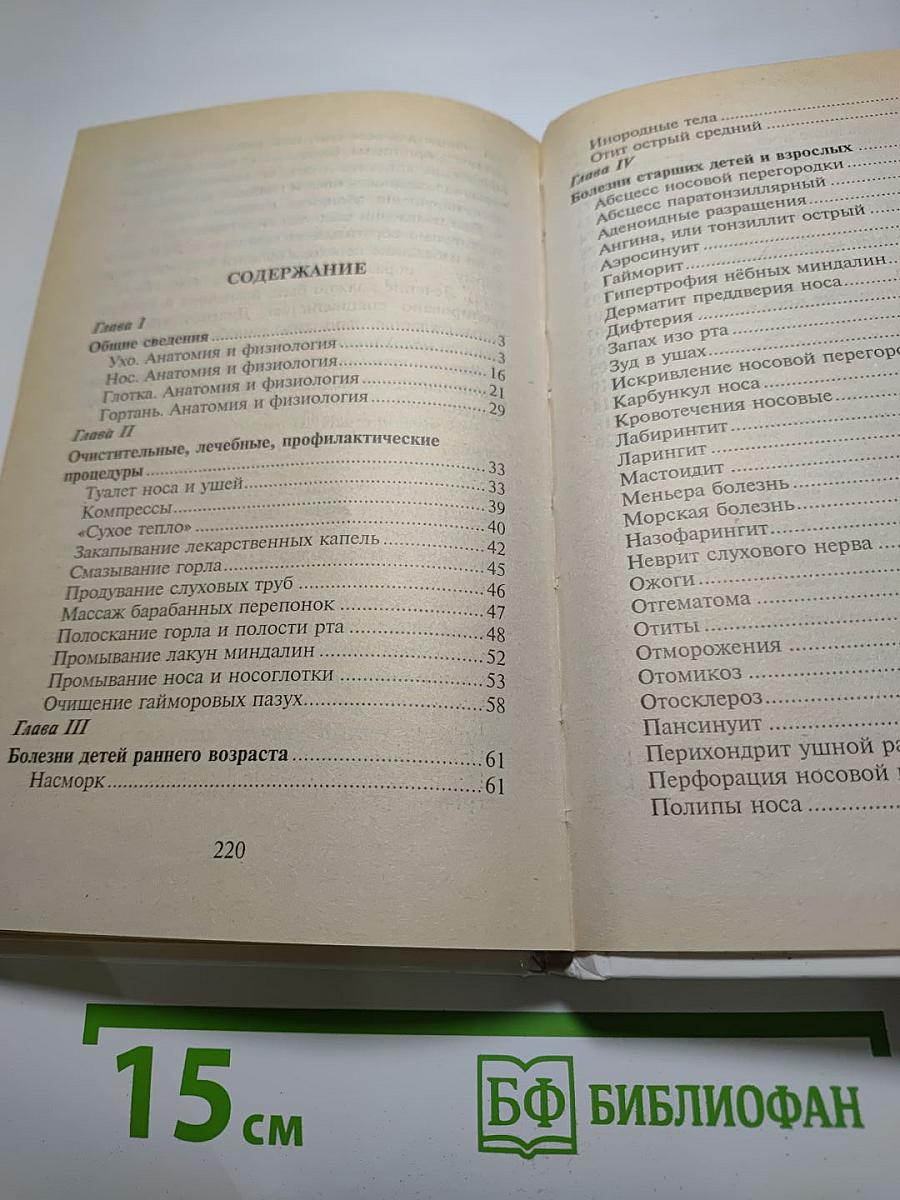 СОДЕРЖАНИЕ
Глава I
Общие сведения ..... 3
Ухо. Анатомия и физиология ..... 3
Нос. Анатомия и физиология ..... 16
Глотка. Анатомия и физиология ..... 21
Гортань. Анатомия и физиология ..... 29
Глава II
Очистительные, лечебные, профилактические
процедуры ..... 33
Туалет носа и ушей ..... 33
Компрессы ..... 39
«Сухое тепло» ..... 40
Закапывание лекарственных капель ..... 42
Смазывание горла ..... 45
Продувание слуховых труб ..... 46
Массаж барабанных перепонок ..... 47
Полоскание горла и полости рта ..... 48
Промывание лакун миндалин ..... 52
Промывание носа и носоглотки ..... 53
Очищение гайморовых пазух ..... 58
Глава III
Болезни детей раннего возраста ..... 61
Насморк ..... 61
220
Инородные тела .....
Отит острый средний .....
Глава IV
Болезни старших детей и взрослых .....
Абсцесс носовой перегородки .....
Абсцесс паратонзиллярный .....
Аденоидные разращения .....
Ангина, или тонзиллит острый .....
Аэросинуит .....
Гайморит .....
Гипертрофия нёбных миндалин .....
Дерматит преддверия носа .....
Дифтерия .....
Запах изо рта .....
Зуд в ушах .....
Искривление носовой перегоро
Карбункул носа .....
Кровотечения носовые .....
Лабиринтит .....
Ларингит .....
Мастоидит .....
Меньера болезнь .....
Морская болезнь .....
Назофарингит .....
Неврит слухового нерва .....
Ожоги .....
Отгематома .....
Отиты .....
Отморожения .....
Отомикоз .....
Отосклероз .....
Пансинуит .....
Перихондрит ушной ра
Перфорация носовой
Полипы носа .....
15 см
БФ БИБЛИОФАН